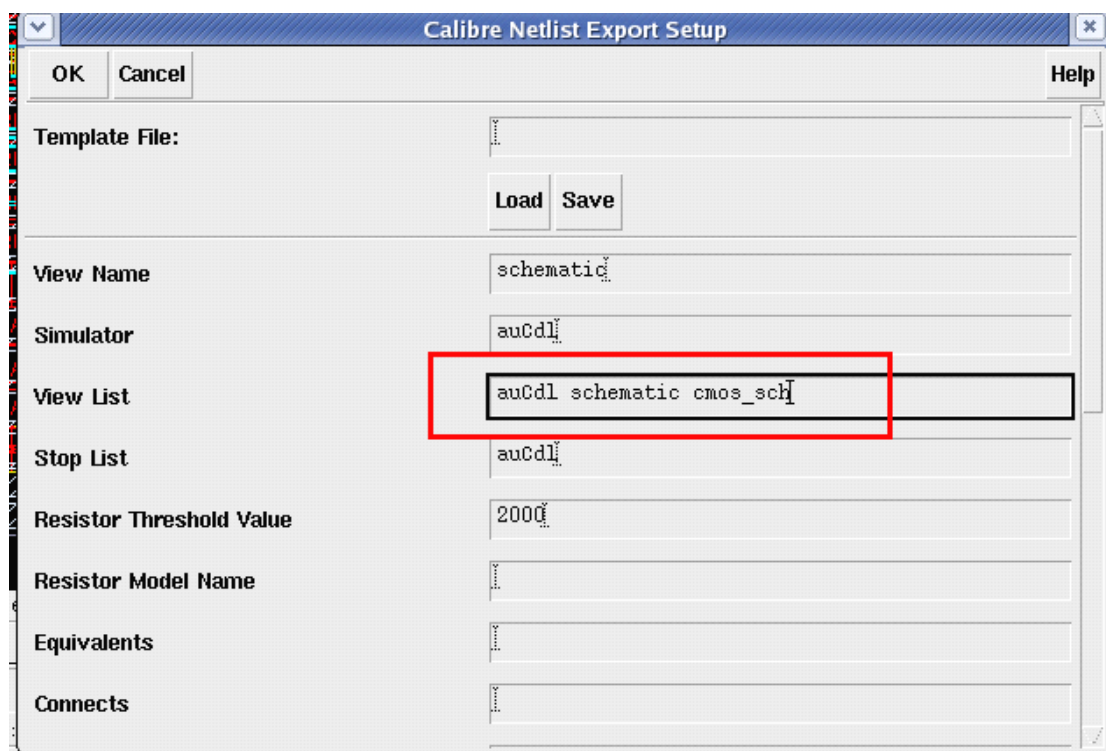 Calibre Netlist Export Setup
OK Cancel Help
Template File:
Load Save
View Name schematic
Simulator auCdl
View List auCdl schematic cmos_sch
Stop List auCdl
Resistor Threshold Value 2000
Resistor Model Name
Equivalents
Connects